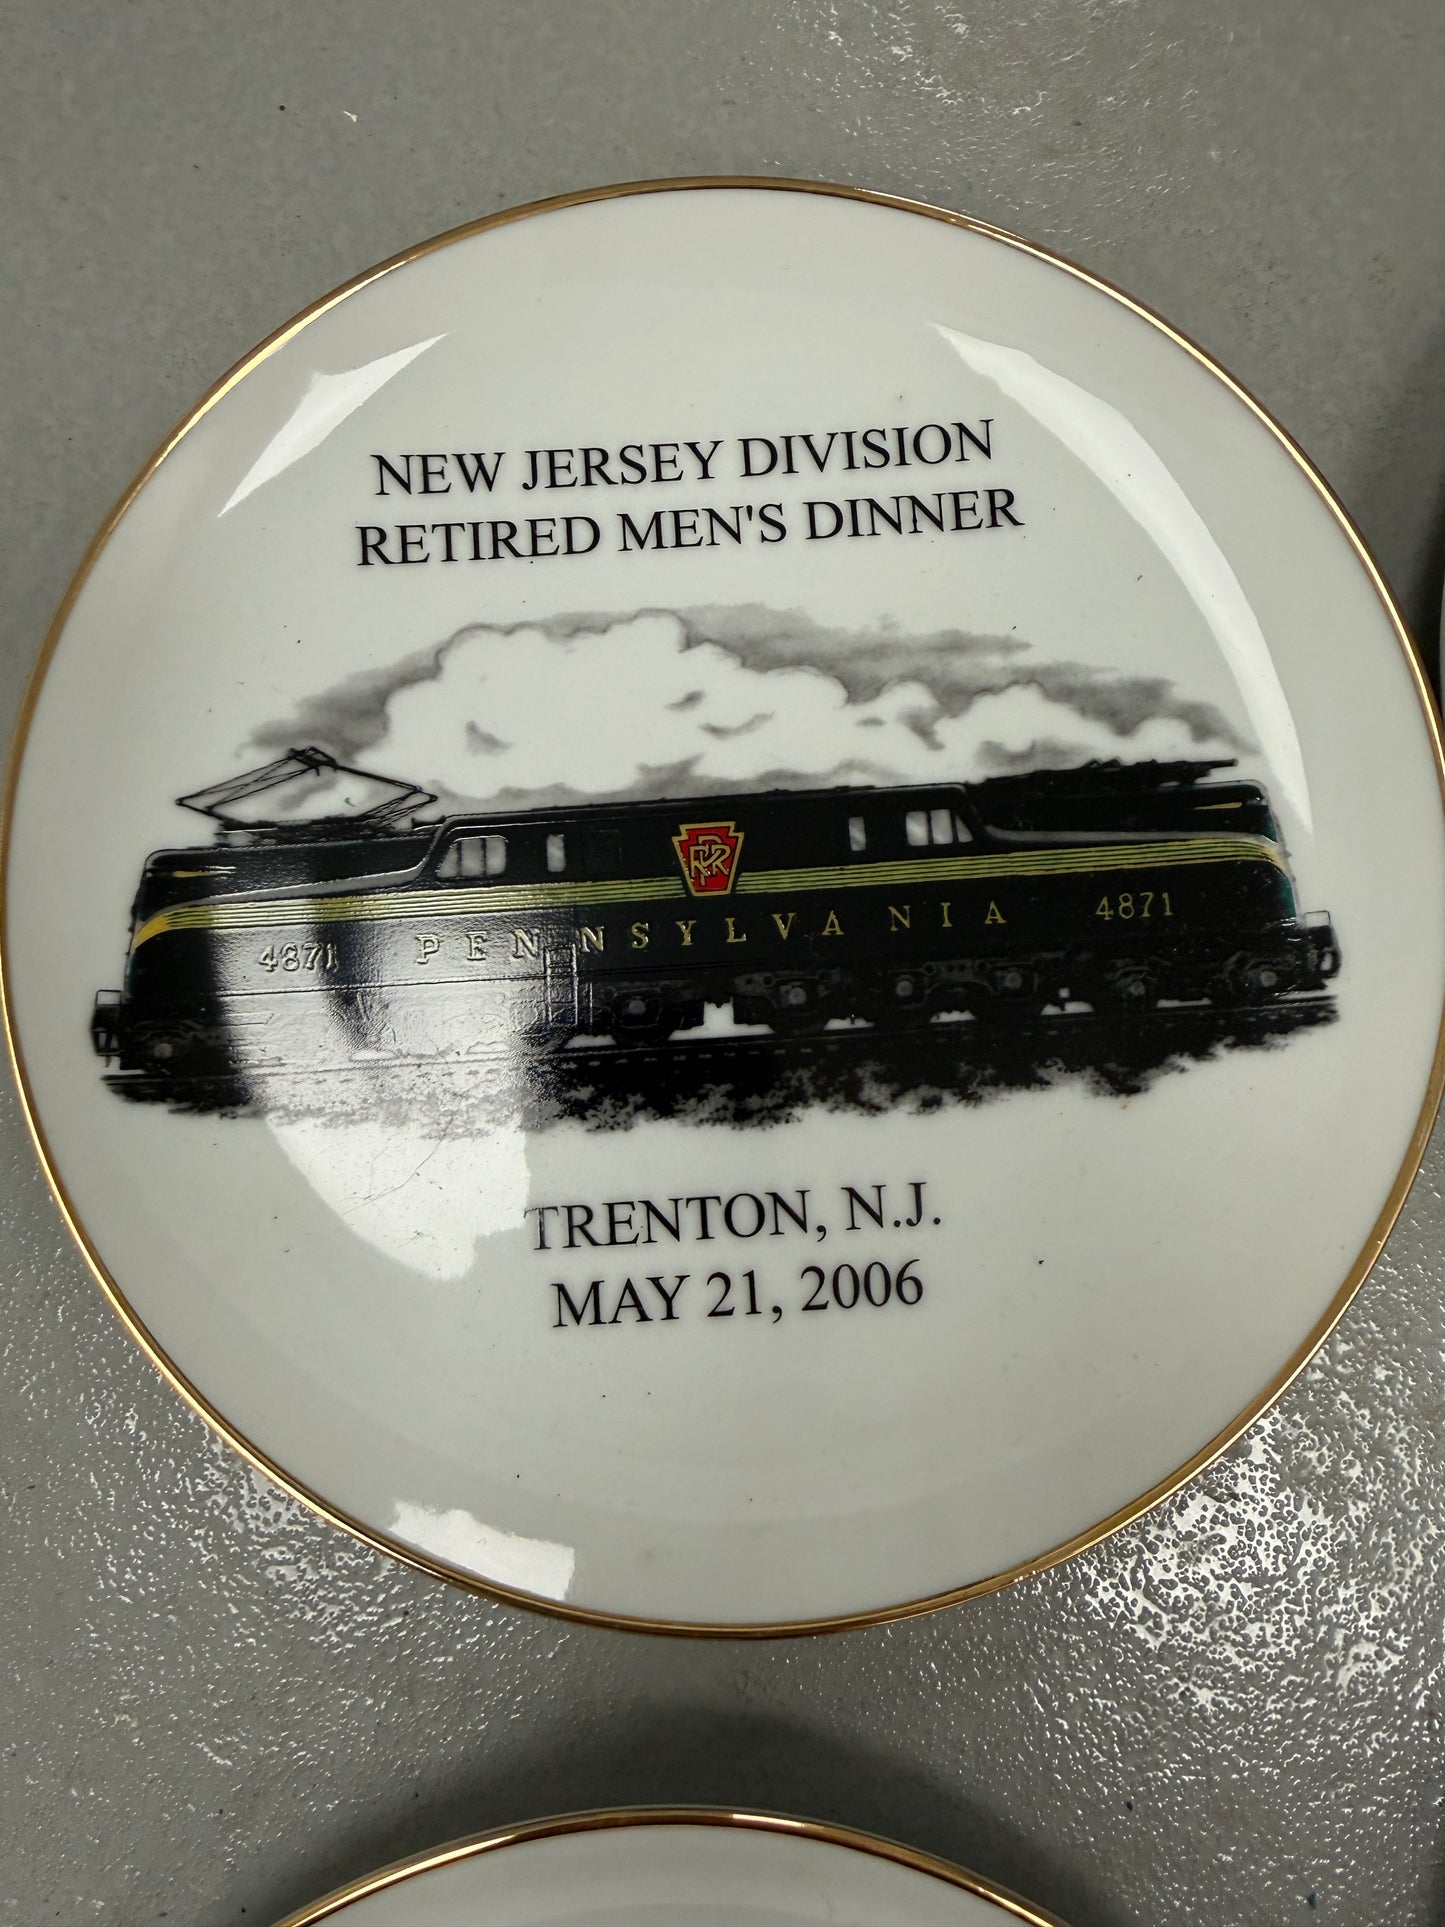 NEW JERSEY DIVISION
RETIRED MEN'S DINNER
PRR
4871 PENNSYLVANIA 4871
TRENTON, N.J.
MAY 21, 2006